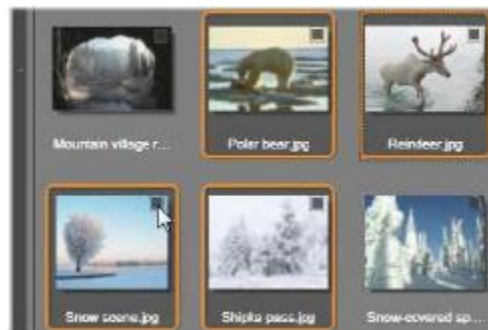 Mountain village r...
Polar bear.jpg
Reindeer.jpg
Snow scene.jpg
Shipka pass.jpg
Snow-covered sp...